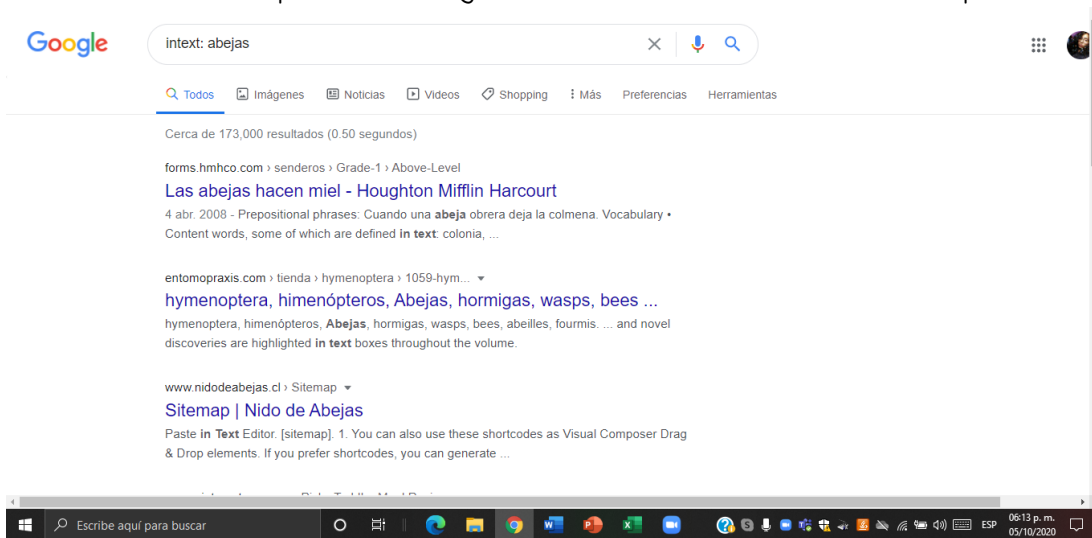 Google
intext: abejas
Todos Imágenes Noticias Videos Shopping Más Preferencias Herramientas
Cerca de 173,000 resultados (0.50 segundos)
forms.hmhco.com › senderos › Grade-1 › Above-Level
Las abejas hacen miel - Houghton Mifflin Harcourt
4 abr. 2008 - Prepositional phrases: Cuando una abeja obrera deja la colmena. Vocabulary •
Content words, some of which are defined in text: colonia, ...
entomopraxis.com › tienda › hymenoptera › 1059-hym...
hymenoptera, himenópteros, Abejas, hormigas, wasps, bees ...
hymenoptera, himenópteros, Abejas, hormigas, wasps, bees, abeilles, fourmis. ... and novel
discoveries are highlighted in text boxes throughout the volume.
www.nidodeabejas.cl › Sitemap
Sitemap | Nido de Abejas
Paste in Text Editor. [sitemap]. 1. You can also use these shortcodes as Visual Composer Drag
& Drop elements. If you prefer shortcodes, you can generate ...
Escribe aquí para buscar
ESP
06:13 p. m.
05/10/2020